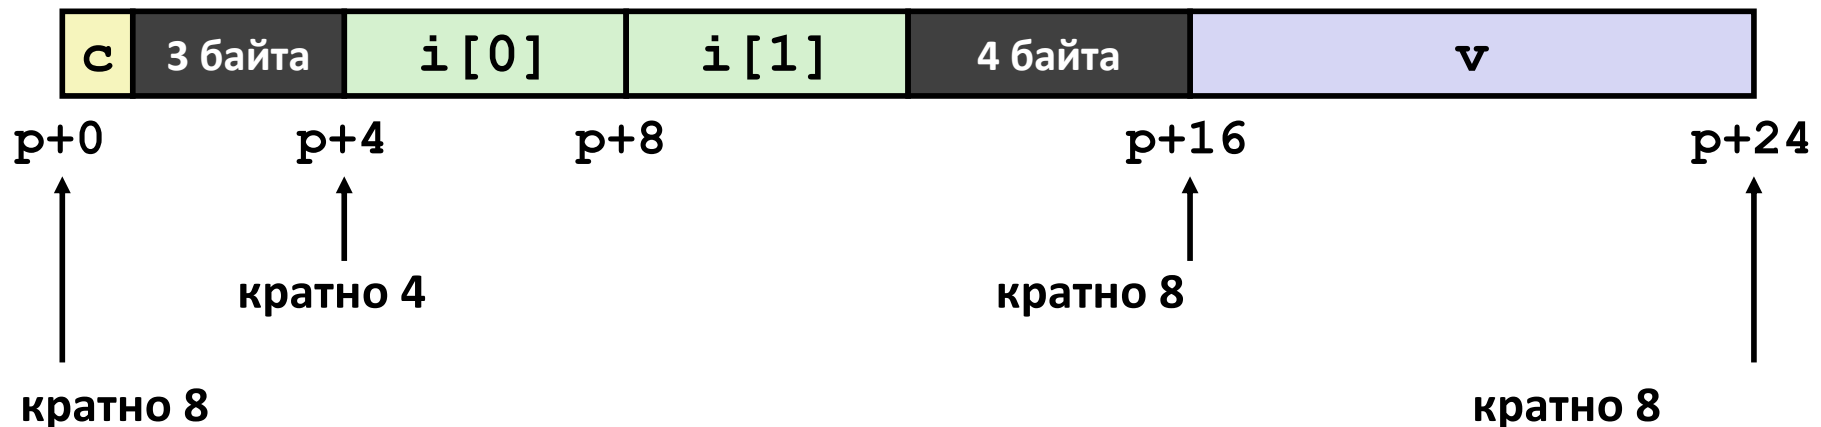 c 3 байта i[0] i[1] 4 байта v
p+0 p+4 p+8 p+16 p+24
кратно 4 кратно 8
кратно 8 кратно 8